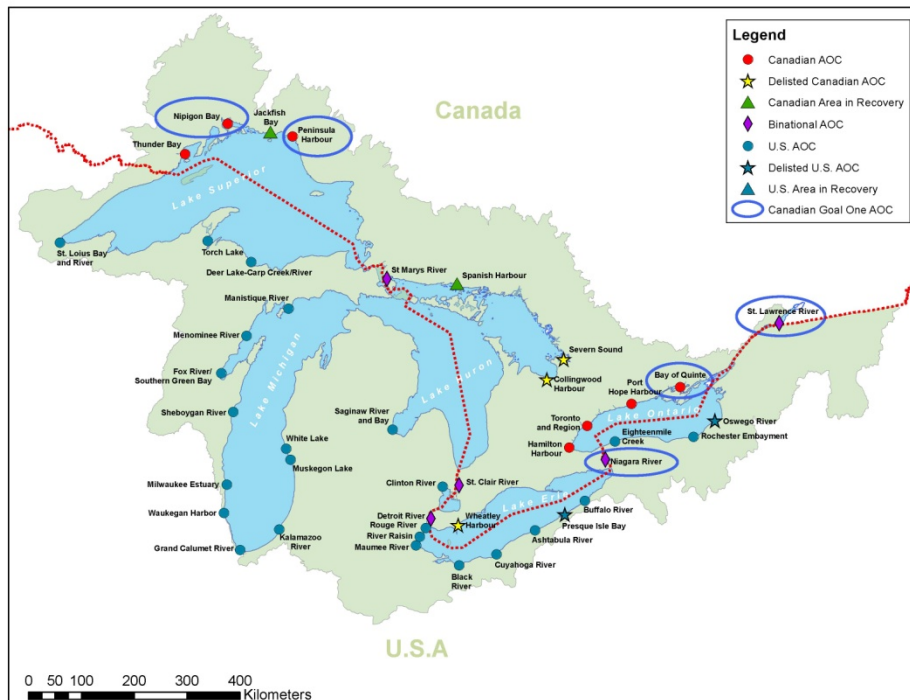 Legend
Canadian AOC
Delisted Canadian AOC
Canadian Area in Recovery
Binational AOC
U.S. AOC
Delisted U.S. AOC
U.S. Area in Recovery
Canadian Goal One AOC
Canada
Nipigon Bay
Jackfish
Bay
Peninsula
Harbour
Thunder Bay
Lake Superior
St. Loius Bay
and River
Torch Lake
Deer Lake-Carp Creek/River
St Marys River
Spanish Harbour
Manistique River
Menominee River
Fox River/
Southern Green Bay
Sheboygan River
Lake Michigan
Lake Huron
Severn Sound
Collingwood
Harbour
St. Lawrence River
Bay of Quinte
Port
Hope Harbour
Lake Ontario
Toronto
and Region
Hamilton
Harbour
Eighteenmile
Creek
Oswego River
Rochester Embayment
Niagara River
Saginaw River and
Bay
White Lake
Muskegon Lake
Milwaukee Estuary
Waukegan Harbor
Grand Calumet River
Kalamazoo
River
Clinton River
St. Clair River
Detroit River
Rouge River
River Raisin
Maumee River
Wheatley
Harbour
Lake Erie
Buffalo River
Presque Isle Bay
Ashtabula River
Cuyahoga River
Black
River
U.S.A
0 50 100 200 300 400
Kilometers